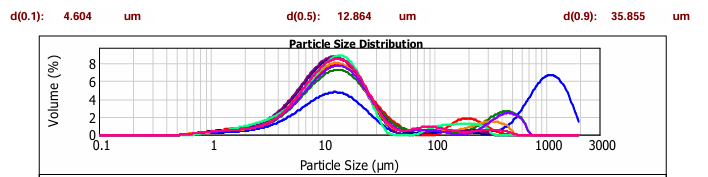 d(0.1): 4.604 um d(0.5): 12.864 um d(0.9): 35.855 um
Particle Size Distribution
Volume (%)
8
6
4
2
0
0.1 1 10 100 1000 3000
Particle Size (µm)